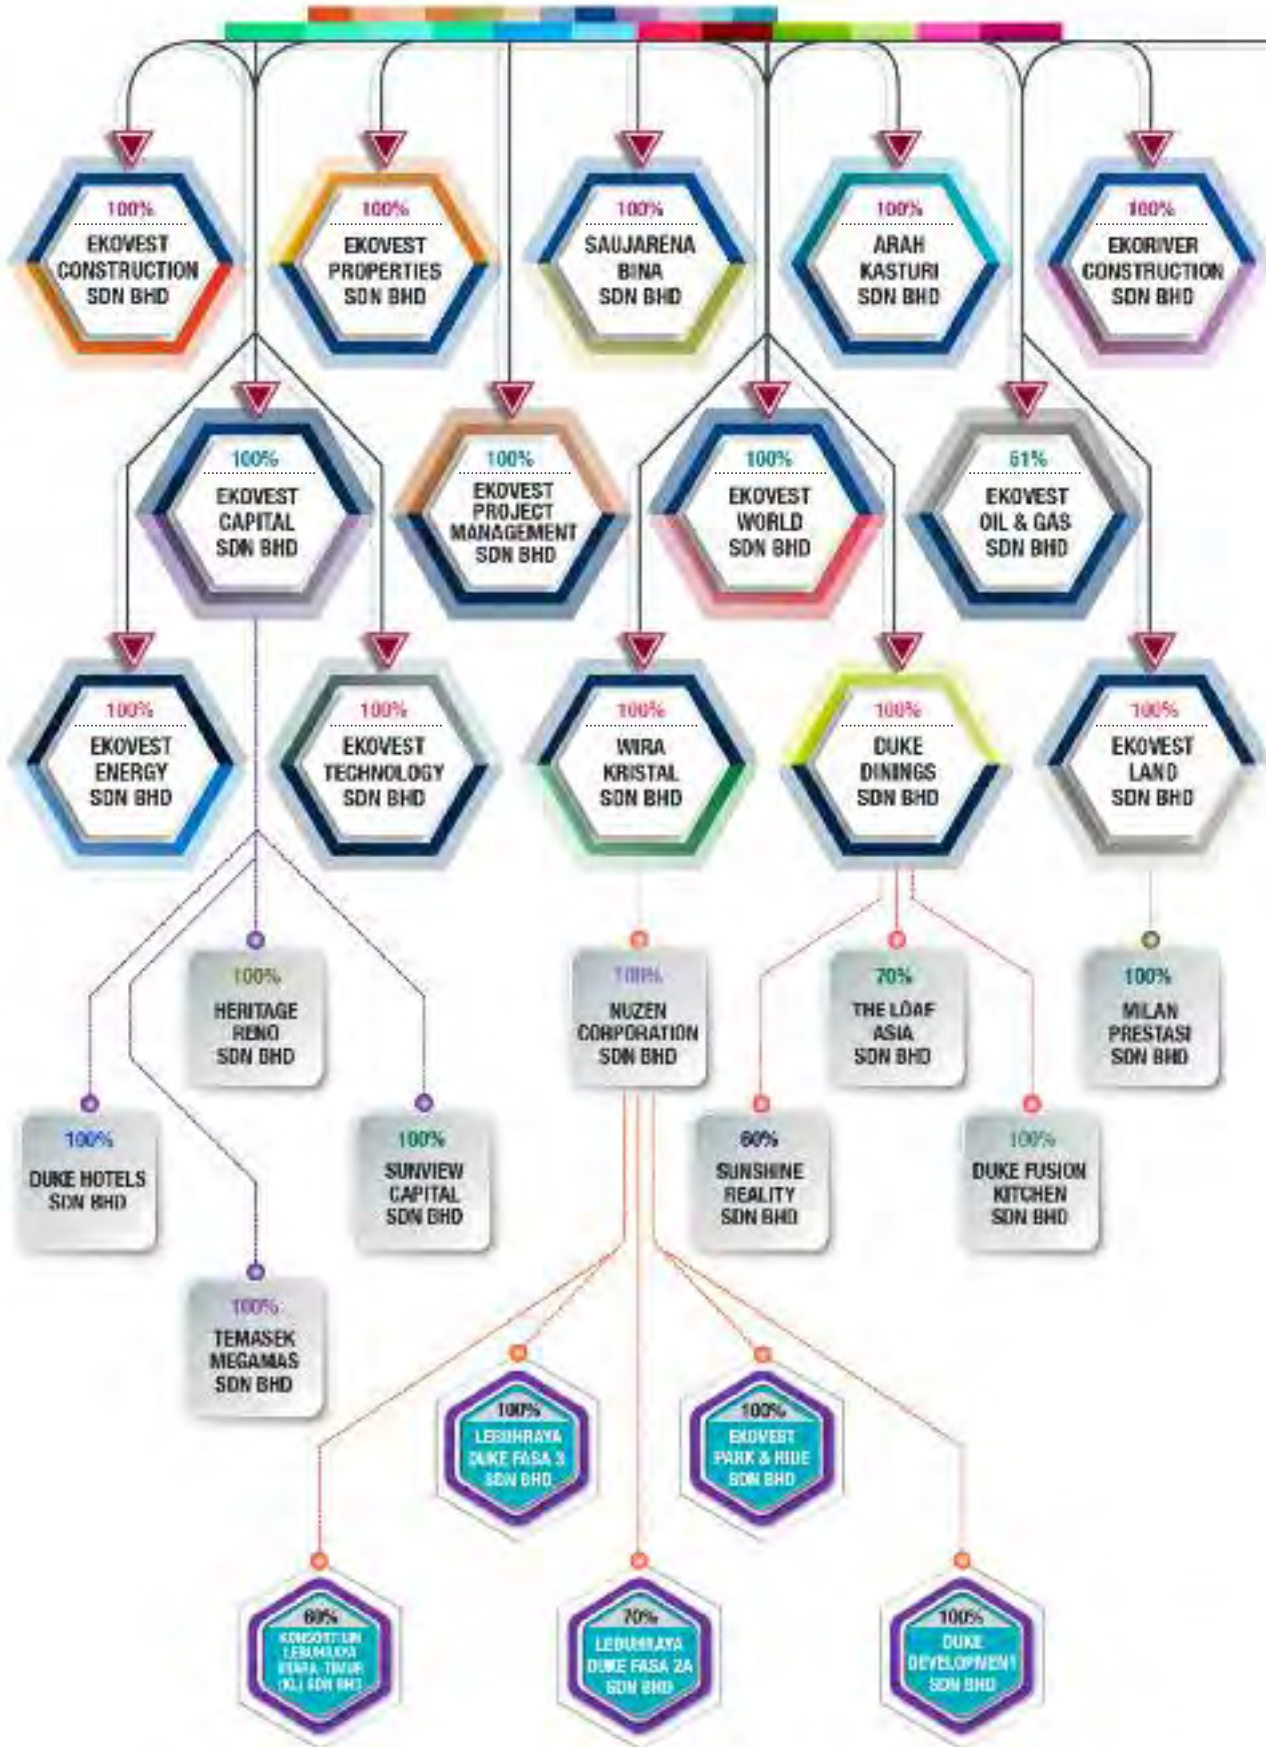 100%
EKOVEST
CONSTRUCTION
SDN BHD
100%
EKOVEST
PROPERTIES
SDN BHD
100%
SAUJARENA
BINA
SDN BHD
100%
ARAH
KASTURI
SDN BHD
100%
EKORIVER
CONSTRUCTION
SDN BHD
100%
EKOVEST
CAPITAL
SDN BHD
100%
EKOVEST
PROJECT
MANAGEMENT
SDN BHD
100%
EKOVEST
WORLD
SDN BHD
51%
EKOVEST
OIL & GAS
SDN BHD
100%
EKOVEST
ENERGY
SDN BHD
100%
EKOVEST
TECHNOLOGY
SDN BHD
100%
WIRA
KRISTAL
SDN BHD
100%
DUKE
DININGS
SDN BHD
100%
EKOVEST
LAND
SDN BHD
100%
HERITAGE
RENO
SDN BHD
100%
NUZEN
CORPORATION
SDN BHD
70%
THE LOAF
ASIA
SDN BHD
100%
MILAN
PRESTASI
SDN BHD
100%
DUKE HOTELS
SDN BHD
100%
SUNVIEW
CAPITAL
SDN BHD
60%
SUNSHINE
REALITY
SDN BHD
100%
DUKE FUSION
KITCHEN
SDN BHD
100%
TEMASEK
MEGAMAS
SDN BHD
100%
LEBUHRAYA
DUKE FASA 3
SDN BHD
100%
EKOVEST
PARK & RIDE
SDN BHD
60%
KONSORTIUM
LEBUHRAYA
UTARA-TIMUR
(KL) SDN BHD
70%
LEBUHRAYA
DUKE FASA 2A
SDN BHD
100%
DUKE
DEVELOPMENT
SDN BHD